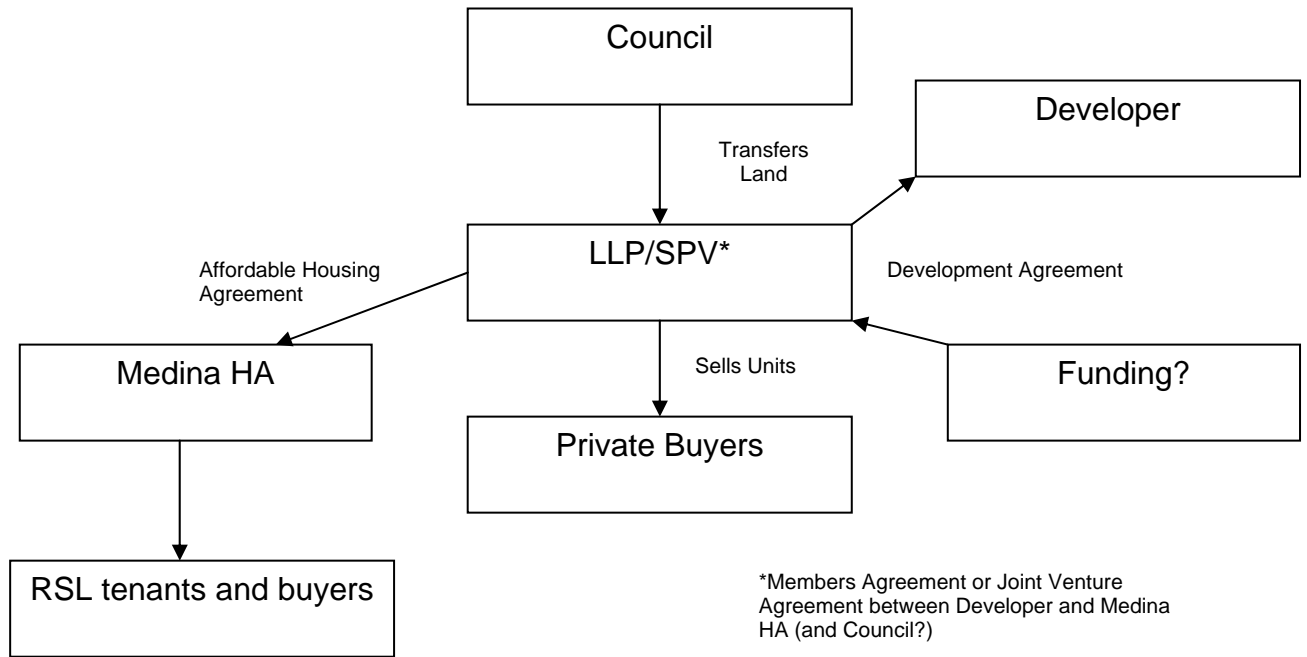 Council
Developer
Transfers
Land
LLP/SPV*
Affordable Housing
Agreement
Development Agreement
Medina HA
Sells Units
Funding?
Private Buyers
RSL tenants and buyers
*Members Agreement or Joint Venture
Agreement between Developer and Medina
HA (and Council?)